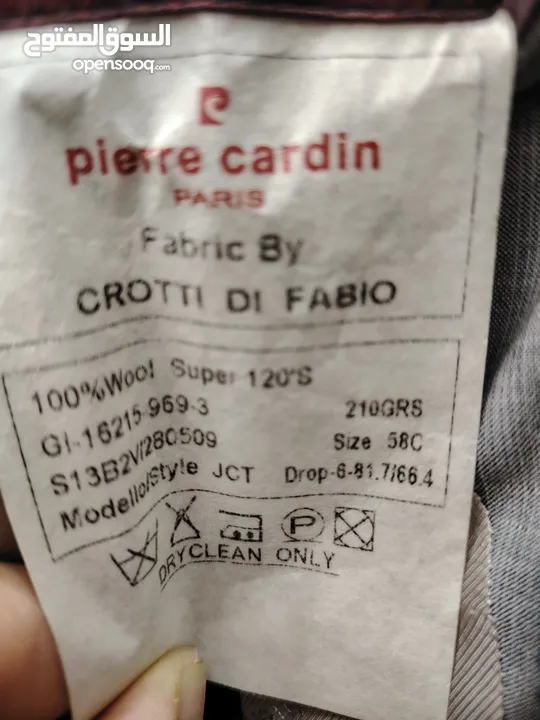 السوق المفتوح
opensooq.com
pierre cardin
PARIS
Fabric By
CROTTI DI FABIO
100%Wool Super 120'S
GI-16215-969-3 210GRS
S13B2V/280509 Size 58C
Modello/Style JCT Drop-6-81.7/66.4
DRYCLEAN ONLY